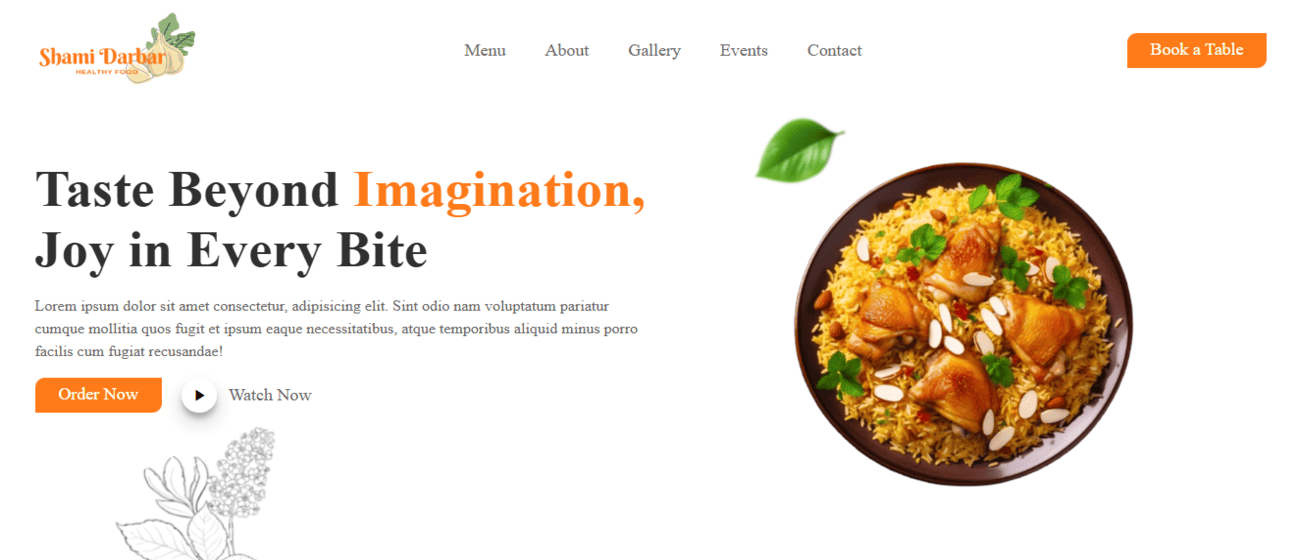 Shami Darbar
HEALTHY FOOD
Menu About Gallery Events Contact
Book a Table
Taste Beyond Imagination,
Joy in Every Bite
Lorem ipsum dolor sit amet consectetur, adipisicing elit. Sint odio nam voluptatum pariatur
cumque mollitia quos fugit et ipsum eaque necessitatibus, atque temporibus aliquid minus porro
facilis cum fugiat recusandae!
Order Now
Watch Now